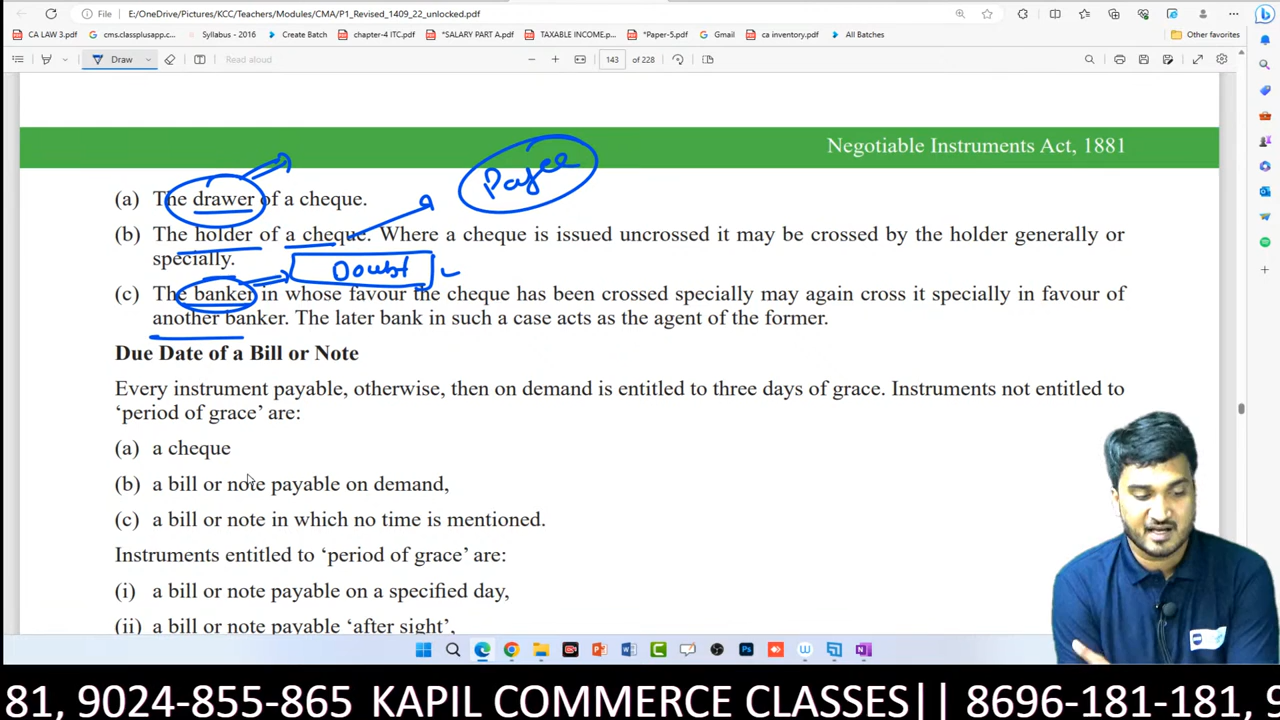 File
E:/OneDrive/Pictures/KCC/Teachers/Modules/CMA/P1_Revised_1409_22_unlocked.pdf
CA LAW 3.pdf
cms.classplusapp.c...
Syllabus - 2016
Create Batch
chapter-4 ITC.pdf
*SALARY PART A.pdf
TAXABLE INCOME.p...
*Paper-5.pdf
Gmail
ca inventory.pdf
All Batches
Other favorites
Draw
Read aloud
143 of 228
Negotiable Instruments Act, 1881
Payee
(a) The drawer of a cheque.
(b) The holder of a cheque. Where a cheque is issued uncrossed it may be crossed by the holder generally or
specially.
Doubt
(c) The banker in whose favour the cheque has been crossed specially may again cross it specially in favour of
another banker. The later bank in such a case acts as the agent of the former.
Due Date of a Bill or Note
Every instrument payable, otherwise, then on demand is entitled to three days of grace. Instruments not entitled to
‘period of grace’ are:
(a) a cheque
(b) a bill or note payable on demand,
(c) a bill or note in which no time is mentioned.
Instruments entitled to ‘period of grace’ are:
(i) a bill or note payable on a specified day,
(ii) a bill or note payable ‘after sight’,
81, 9024-855-865 KAPIL COMMERCE CLASSES|| 8696-181-181, 9